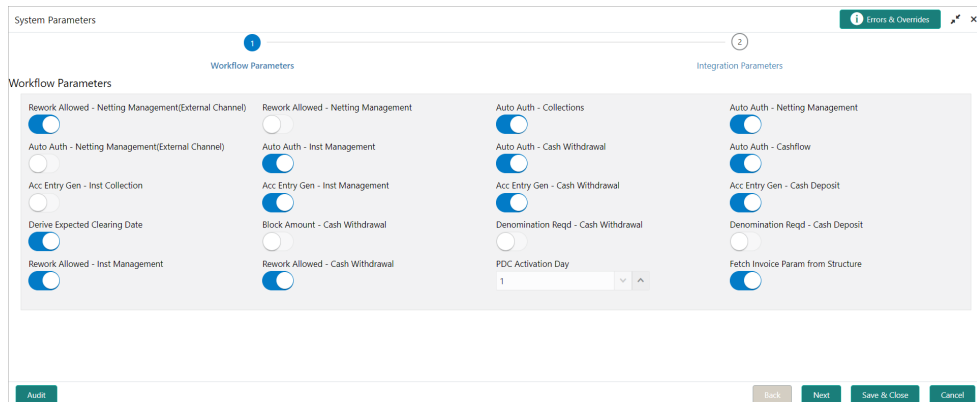 System Parameters
Errors & Overrides
1
2
Workflow Parameters
Integration Parameters
Workflow Parameters
Rework Allowed - Netting Management(External Channel)
Rework Allowed - Netting Management
Auto Auth - Collections
Auto Auth - Netting Management
Auto Auth - Netting Management(External Channel)
Auto Auth - Inst Management
Auto Auth - Cash Withdrawal
Auto Auth - Cashflow
Acc Entry Gen - Inst Collection
Acc Entry Gen - Inst Management
Acc Entry Gen - Cash Withdrawal
Acc Entry Gen - Cash Deposit
Derive Expected Clearing Date
Block Amount - Cash Withdrawal
Denomination Reqd - Cash Withdrawal
Denomination Reqd - Cash Deposit
Rework Allowed - Inst Management
Rework Allowed - Cash Withdrawal
PDC Activation Day
Fetch Invoice Param from Structure
1
Audit
Back
Next
Save & Close
Cancel